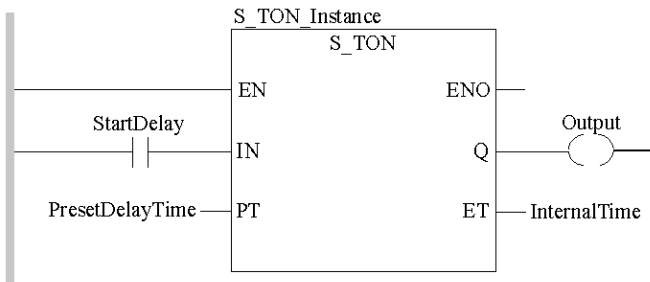 S_TON_Instance
S_TON
EN ENO
StartDelay Output
IN Q
PresetDelayTime PT ET InternalTime